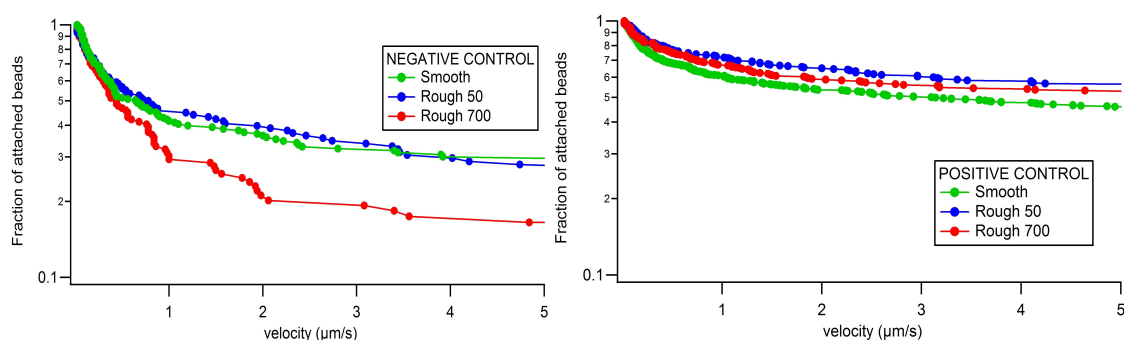 1
9
8
7
6
5
4
3
2
0.1
Fraction of attached beads
NEGATIVE CONTROL
Smooth
Rough 50
Rough 700
1 2 3 4 5
velocity (μm/s)
1
9
8
7
6
5
4
3
2
0.1
Fraction of attached beads
POSITIVE CONTROL
Smooth
Rough 50
Rough 700
1 2 3 4 5
velocity (μm/s)